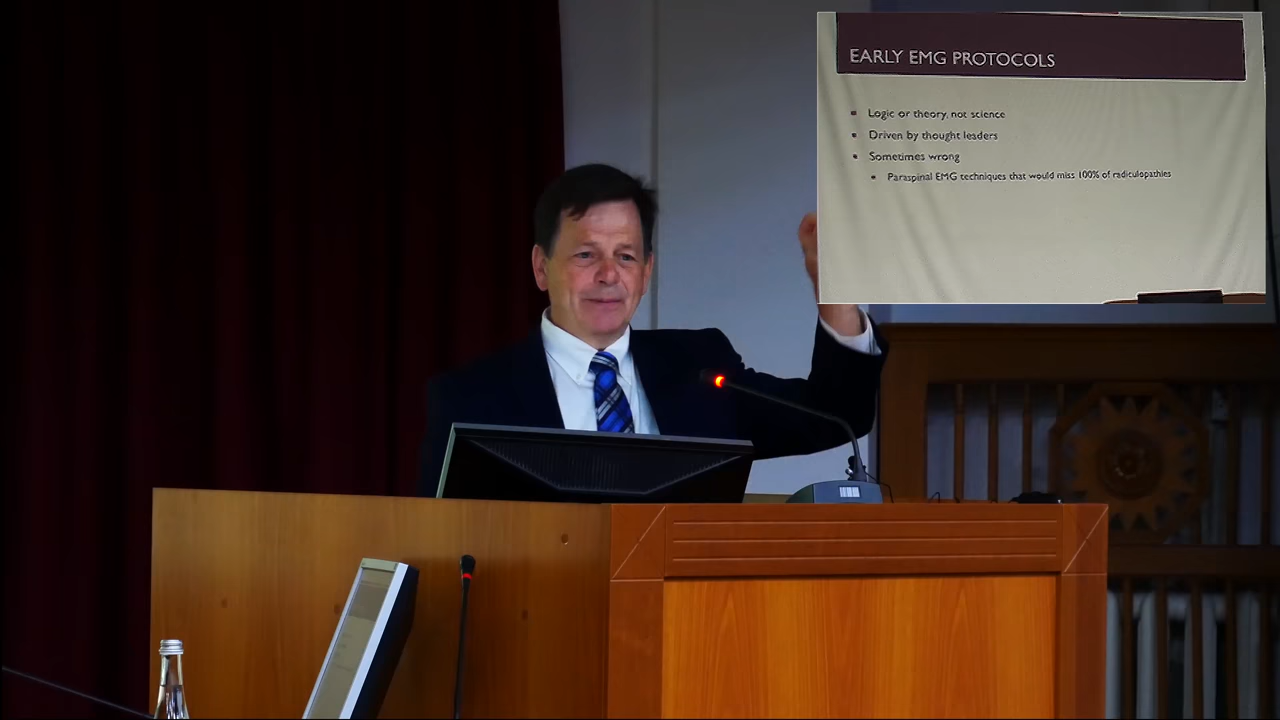 EARLY EMG PROTOCOLS
Logic or theory, not science
Driven by thought leaders
Sometimes wrong
Paraspinal EMG techniques that would miss 100% of radiculopathies